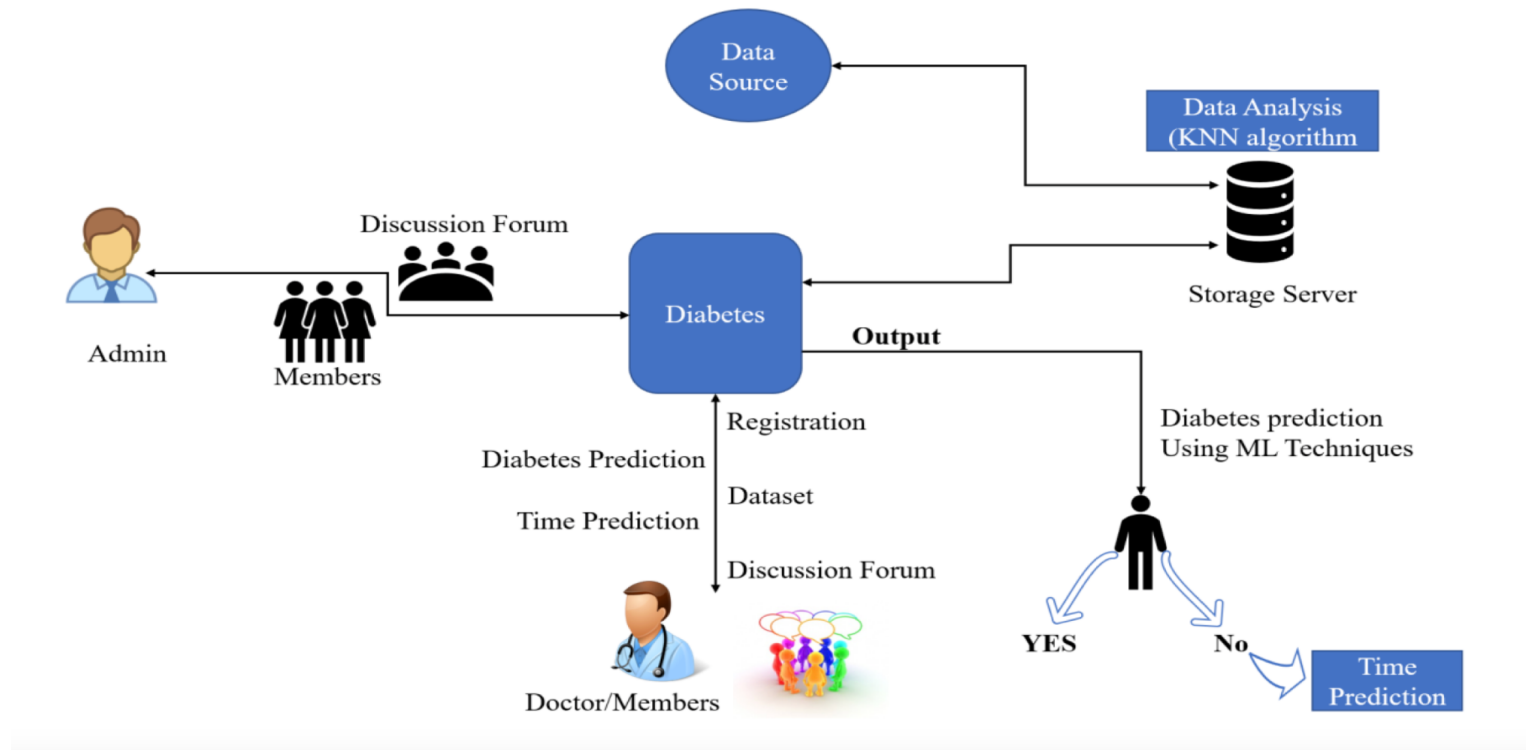 Data
Source
Data Analysis
(KNN algorithm
Discussion Forum
Storage Server
Diabetes
Admin
Members
Output
Registration
Diabetes Prediction
Dataset
Time Prediction
Discussion Forum
Doctor/Members
Diabetes prediction
Using ML Techniques
YES
No
Time
Prediction